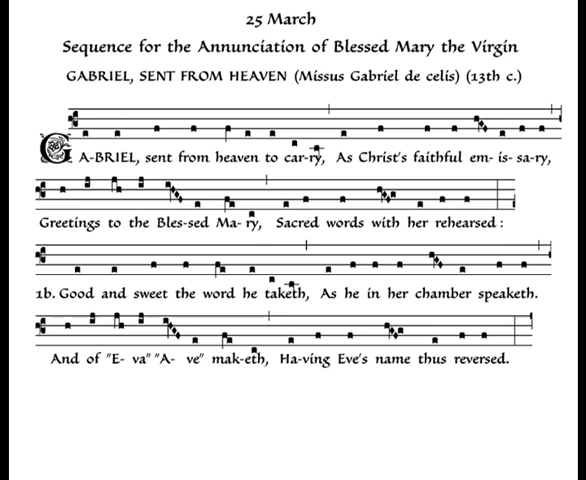 25 March
Sequence for the Annunciation of Blessed Mary the Virgin
GABRIEL, SENT FROM HEAVEN (Missus Gabriel de celis) (13th c.)
GA-BRIEL, sent from heaven to car-ry, As Christ's faithful em- is- sa-ry,
Greetings to the Bles-sed Ma- ry, Sacred words with her rehearsed :
1b. Good and sweet the word he taketh, As he in her chamber speaketh.
And of "E- va" "A- ve" mak-eth, Ha-ving Eve's name thus reversed.